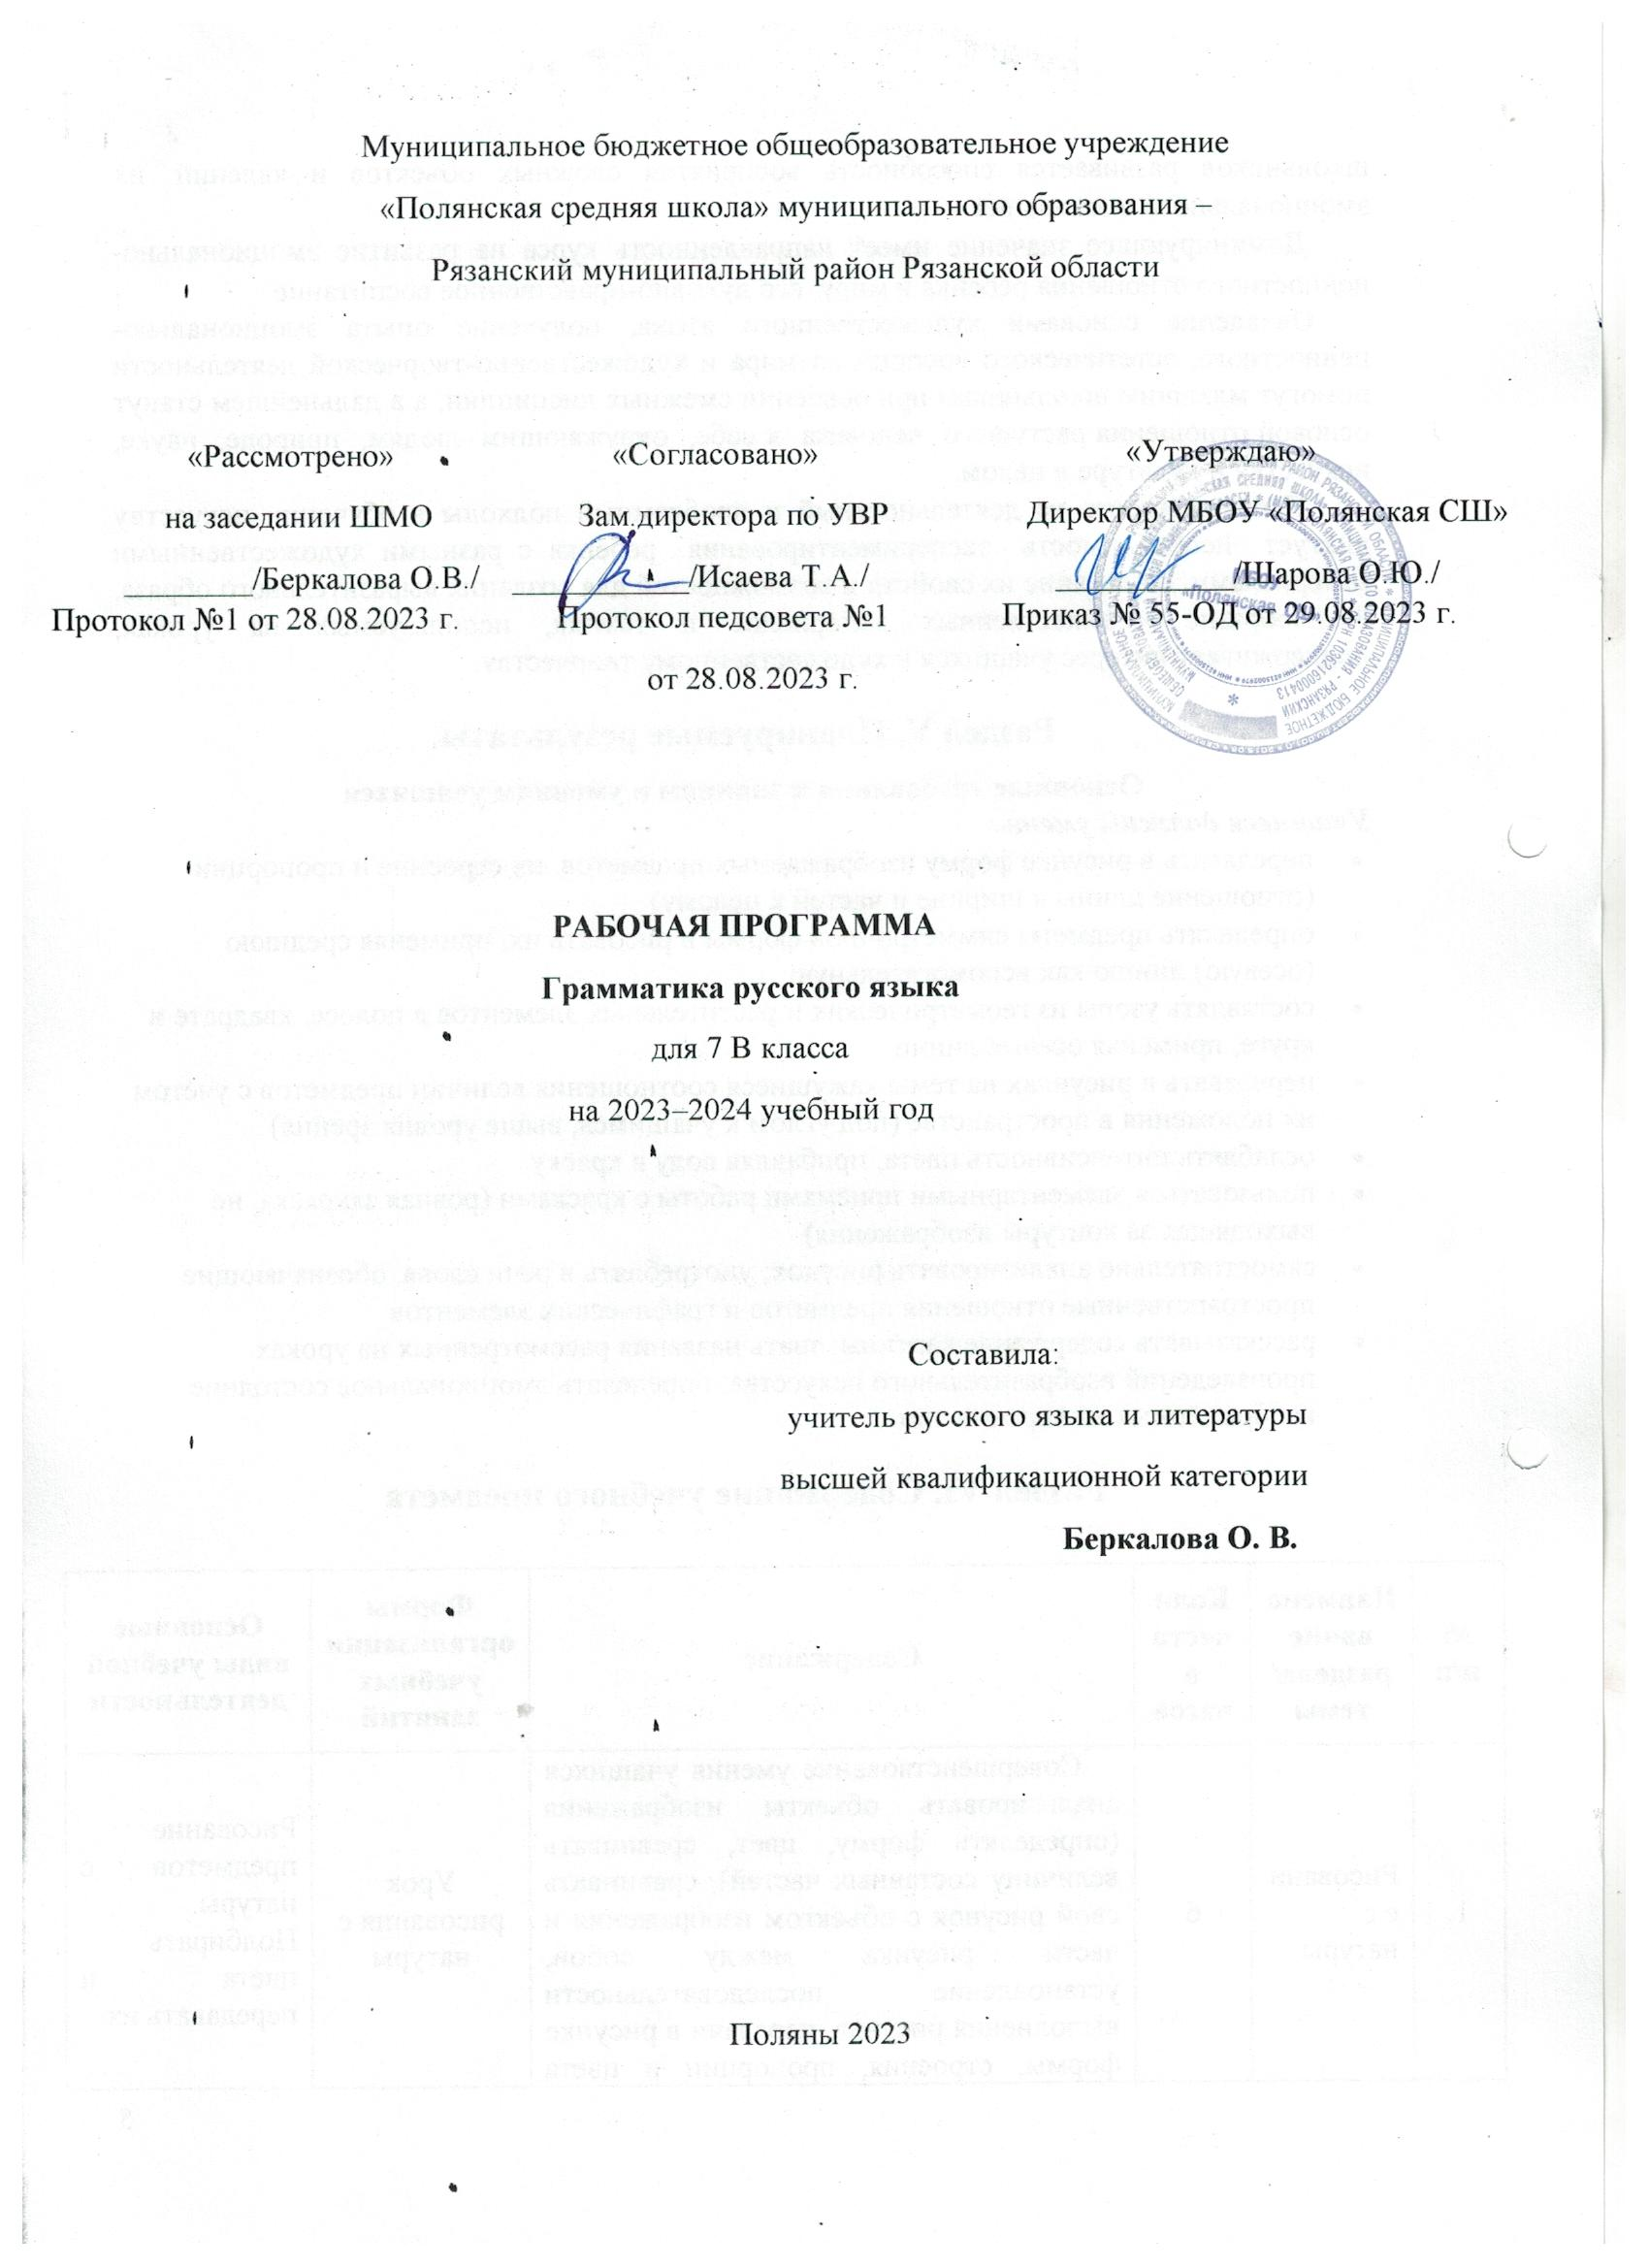 Муниципальное бюджетное общеобразовательное учреждение
«Полянская средняя школа» муниципального образования –
Рязанский муниципальный район Рязанской области
«Рассмотрено»
на заседании ШМО
/Беркалова О.В./
Протокол №1 от 28.08.2023 г.
«Согласовано»
Зам.директора по УВР
/Исаева Т.А./
Протокол педсовета №1
от 28.08.2023 г.
«Утверждаю»
Директор МБОУ «Полянская СШ»
/Шарова О.Ю./
Приказ № 55-ОД от 29.08.2023 г.
МБОУ
«Полянская СШ»
РАБОЧАЯ ПРОГРАММА
Грамматика русского языка
для 7 В класса
на 2023–2024 учебный год
Составила:
учитель русского языка и литературы
высшей квалификационной категории
Беркалова О. В.
Поляны 2023